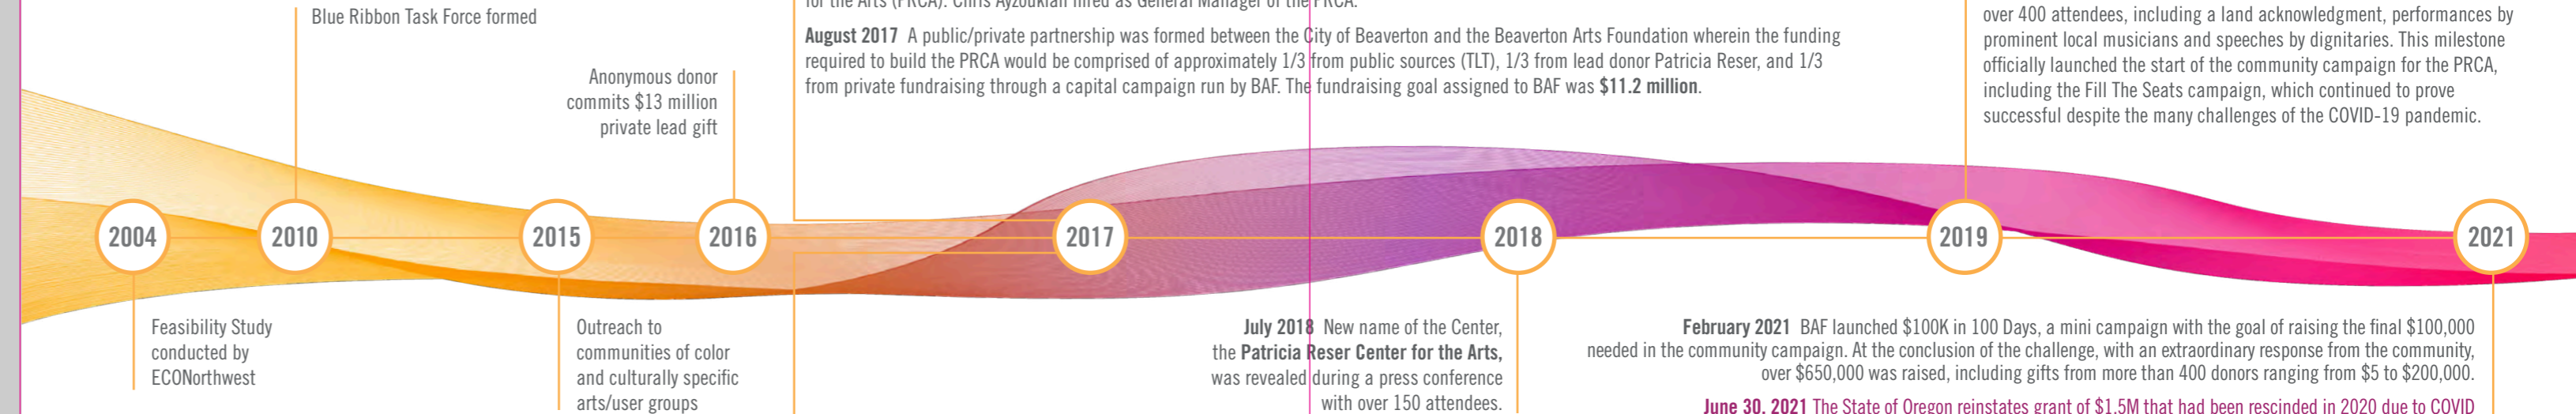 Blue Ribbon Task Force formed
for the Arts (PRCA). Chris Ayzoukian hired as General Manager of the PRCA.
August 2017 A public/private partnership was formed between the City of Beaverton and the Beaverton Arts Foundation wherein the funding
required to build the PRCA would be comprised of approximately 1/3 from public sources (TLT), 1/3 from lead donor Patricia Reser, and 1/3
from private fundraising through a capital campaign run by BAF. The fundraising goal assigned to BAF was $11.2 million.
over 400 attendees, including a land acknowledgment, performances by
prominent local musicians and speeches by dignitaries. This milestone
officially launched the start of the community campaign for the PRCA,
including the Fill The Seats campaign, which continued to prove
successful despite the many challenges of the COVID-19 pandemic.
Anonymous donor
commits $13 million
private lead gift
2004
2010
2015
2016
2017
2018
2019
2021
Feasibility Study
conducted by
ECONorthwest
Outreach to
communities of color
and culturally specific
arts/user groups
July 2018 New name of the Center,
the Patricia Reser Center for the Arts,
was revealed during a press conference
with over 150 attendees.
February 2021 BAF launched $100K in 100 Days, a mini campaign with the goal of raising the final $100,000
needed in the community campaign. At the conclusion of the challenge, with an extraordinary response from the community,
over $650,000 was raised, including gifts from more than 400 donors ranging from $5 to $200,000.
June 30, 2021 The State of Oregon reinstates grant of $1.5M that had been rescinded in 2020 due to COVID